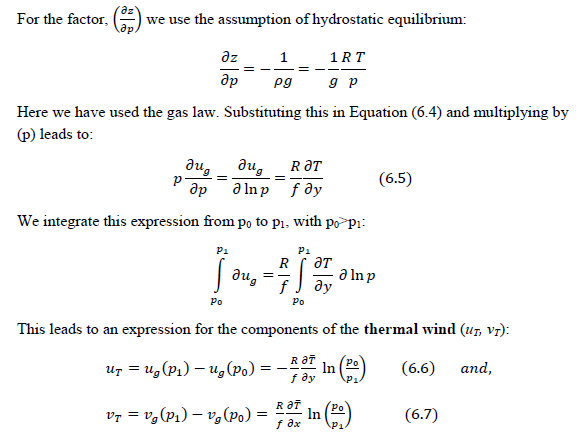 For the factor, (∂z/∂p) we use the assumption of hydrostatic equilibrium:
∂z/∂p = −1/ρg = −1/g RT/p
Here we have used the gas law. Substituting this in Equation (6.4) and multiplying by
(p) leads to:
p ∂u_g/∂p = ∂u_g/∂ ln p = R/f ∂T/∂y (6.5)
We integrate this expression from p₀ to p₁, with p₀>p₁:
∫_{p₀}^{p₁} ∂u_g = R/f ∫_{p₀}^{p₁} ∂T/∂y ∂ ln p
This leads to an expression for the components of the thermal wind (u_T, v_T):
u_T = u_g(p₁) − u_g(p₀) = −R/f ∂T̅/∂y ln (p₀/p₁) (6.6) and,
v_T = v_g(p₁) − v_g(p₀) = R/f ∂T̅/∂x ln (p₀/p₁) (6.7)